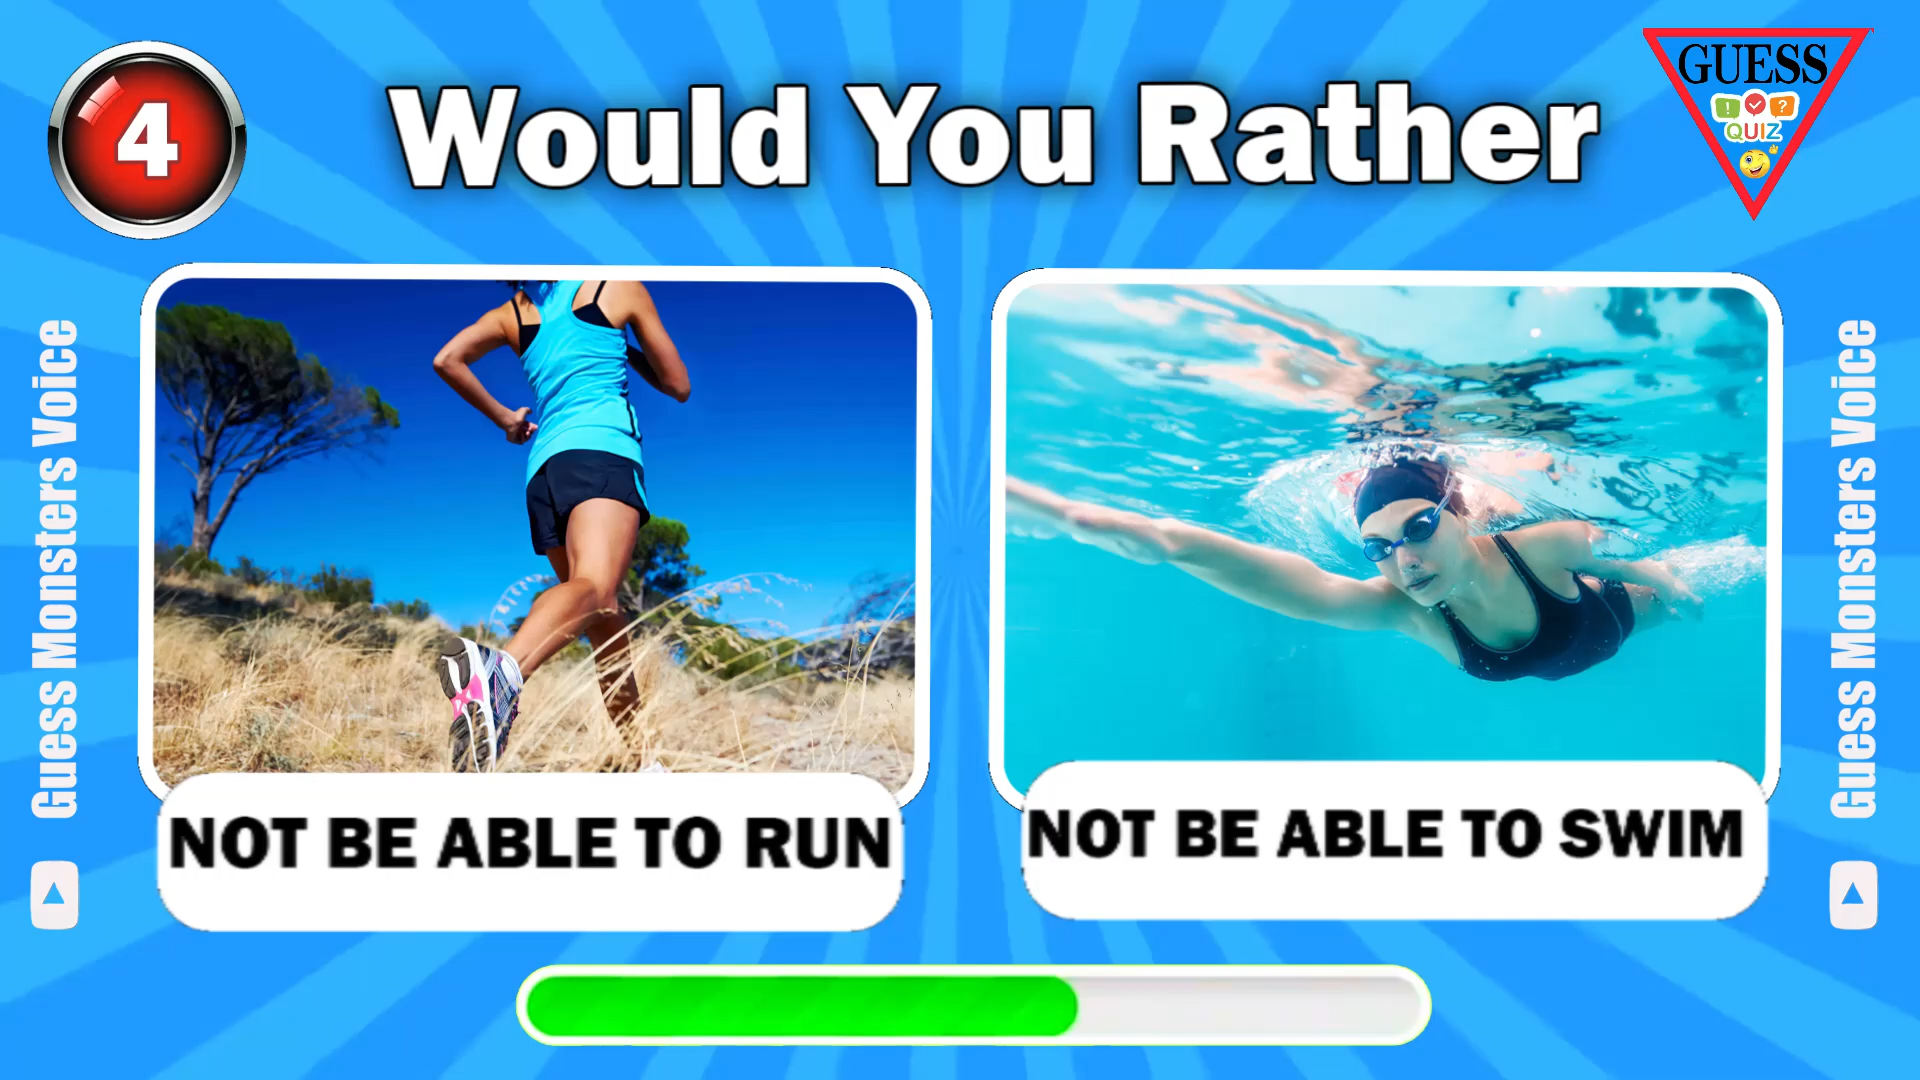 4
Would You Rather
GUESS
! ?
QUIZ
Guess Monsters Voice
Guess Monsters Voice
NOT BE ABLE TO RUN
NOT BE ABLE TO SWIM